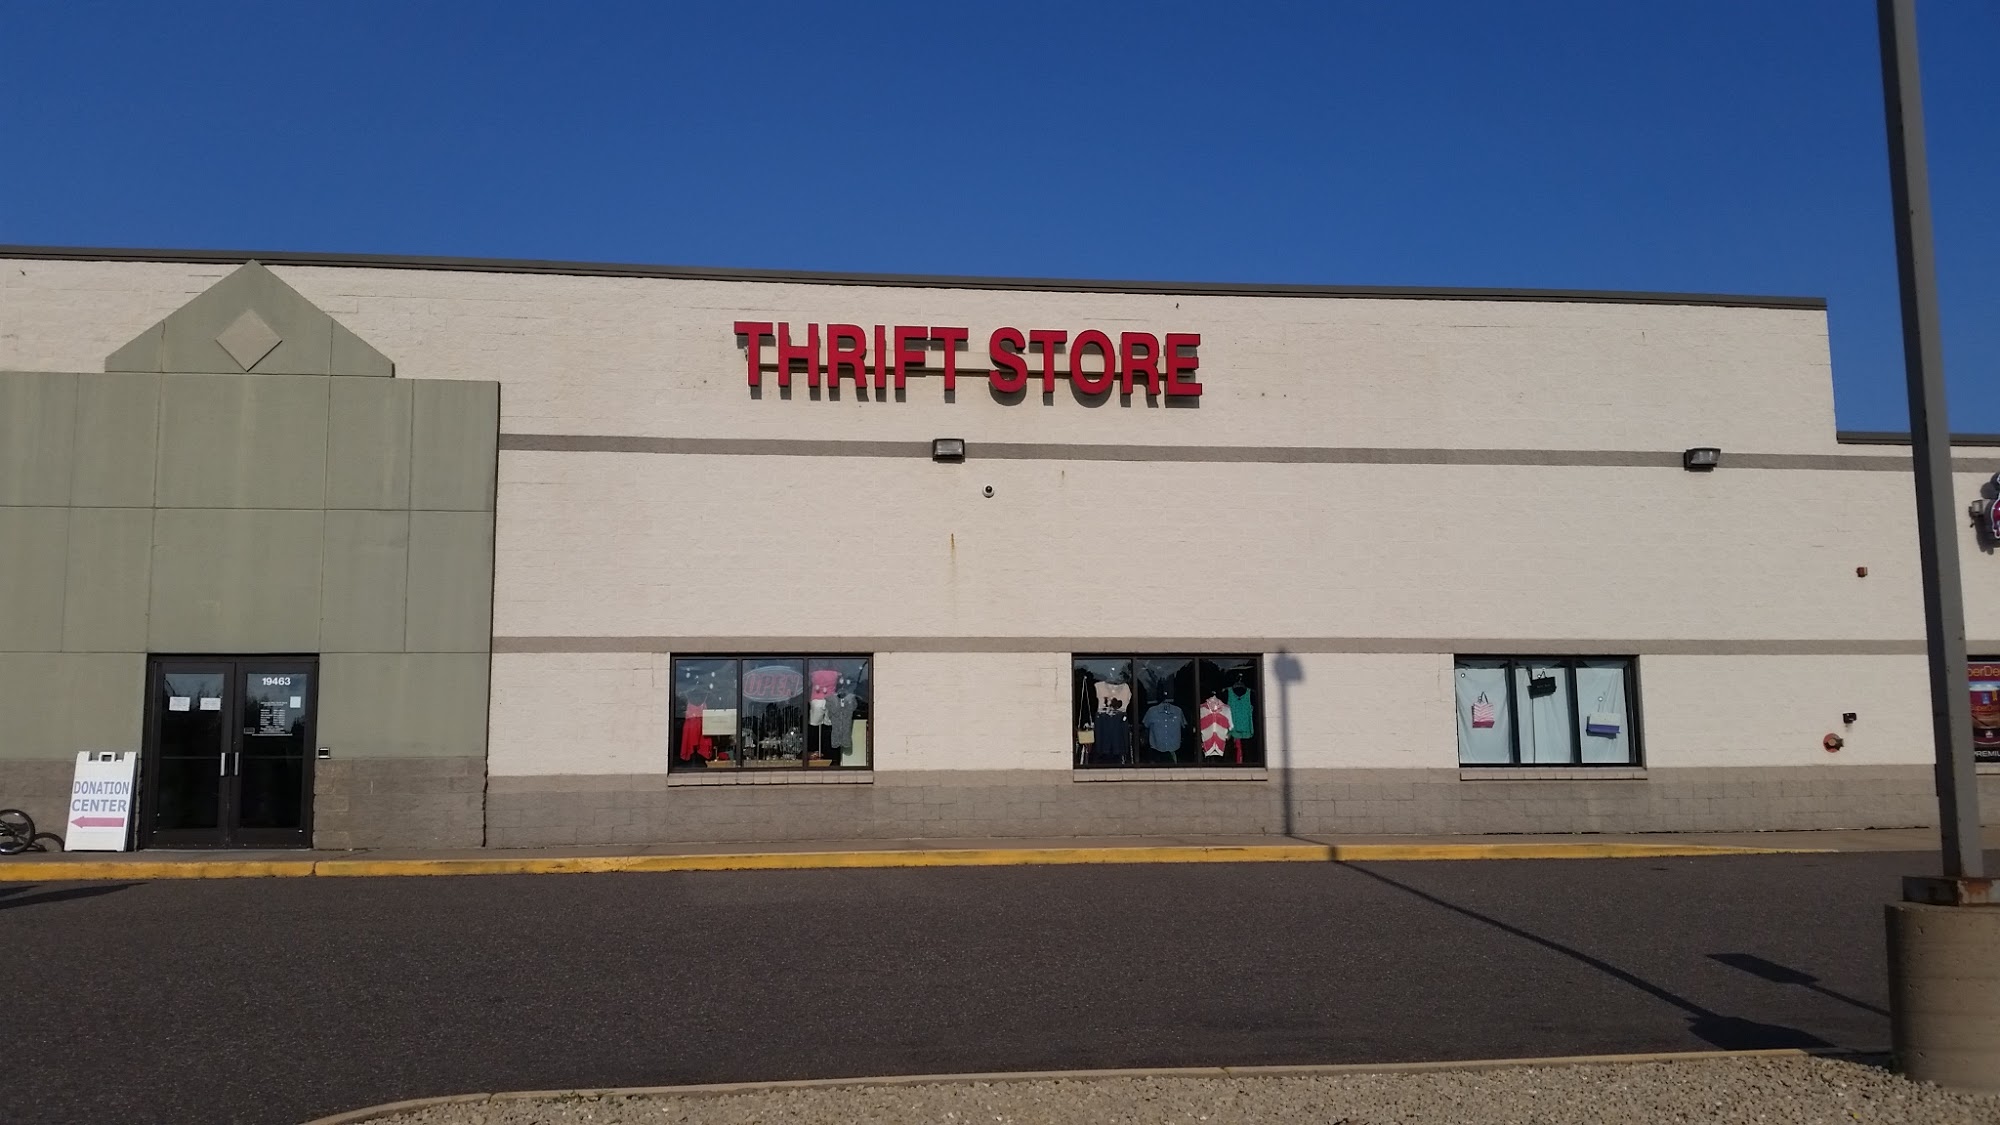 THRIFT STORE
OPEN
19463
DONATION
CENTER